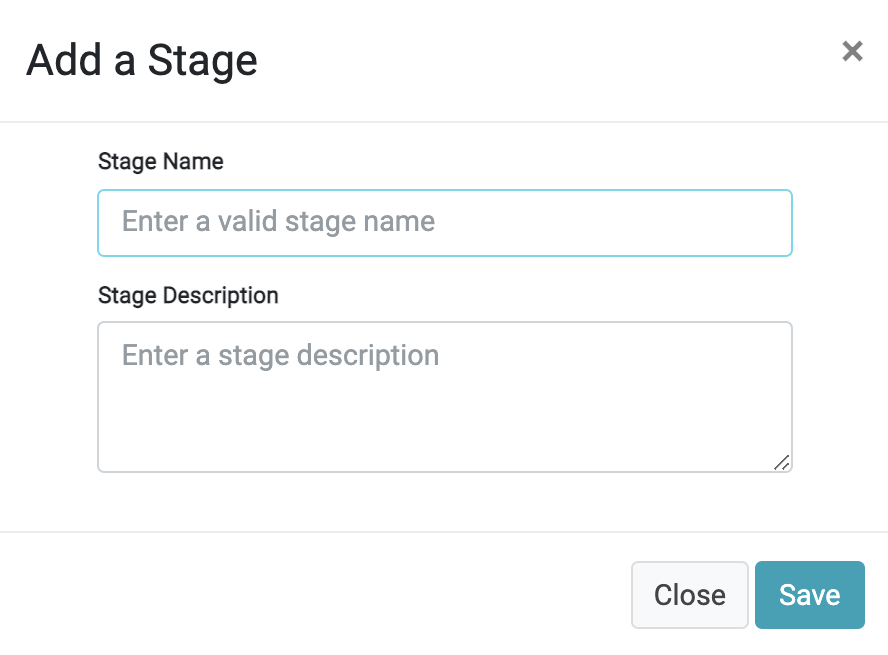 Add a Stage
×
Stage Name
Enter a valid stage name
Stage Description
Enter a stage description
Close Save